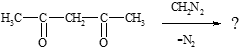 H₃C-C-CH₂-C-CH₃ CH₂N₂ ?
O O -N₂